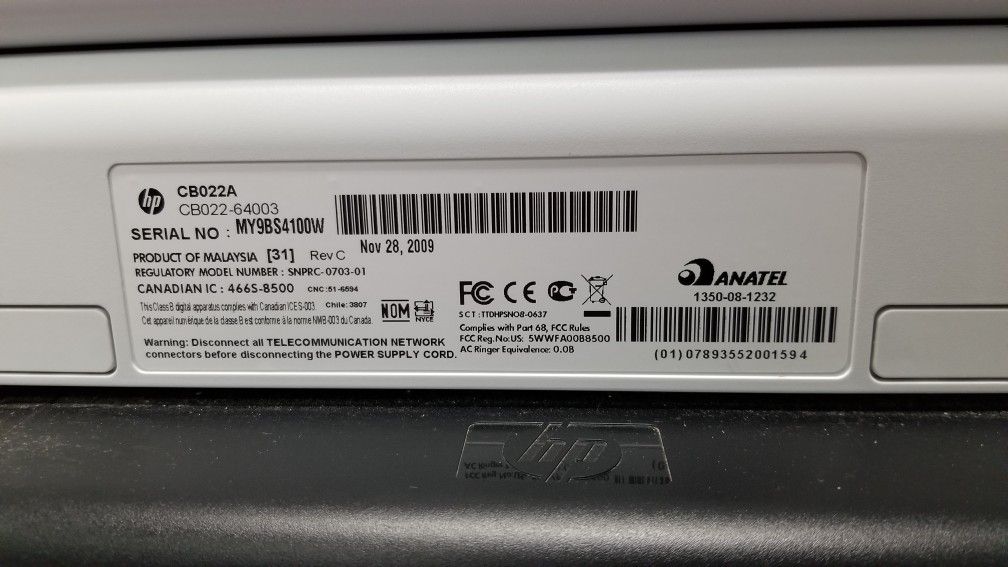 hp
CB022A
CB022-64003
SERIAL NO : MY9BS4100W
Nov 28, 2009
PRODUCT OF MALAYSIA [31] Rev C
REGULATORY MODEL NUMBER : SNPRC-0703-01
CANADIAN IC : 466S-8500 CNC :51-6594
This Class B digital apparatus complies with Canadian ICES-003. Chile: 3807
Cet appareil numérique de la classe B est conforme à la norme NMB-003 du Canada.
NOM
NYCE
Warning: Disconnect all TELECOMMUNICATION NETWORK
connectors before disconnecting the POWER SUPPLY CORD.
FC CE
S C T : TT0HPSNO8-0637
Complies with Part 68, FCC Rules
FCC Reg.No:US: 5WWFA00B8500
AC Ringer Equivalence: 0.0B
ANATEL
1350-08-1232
(01)07893552001594
hp